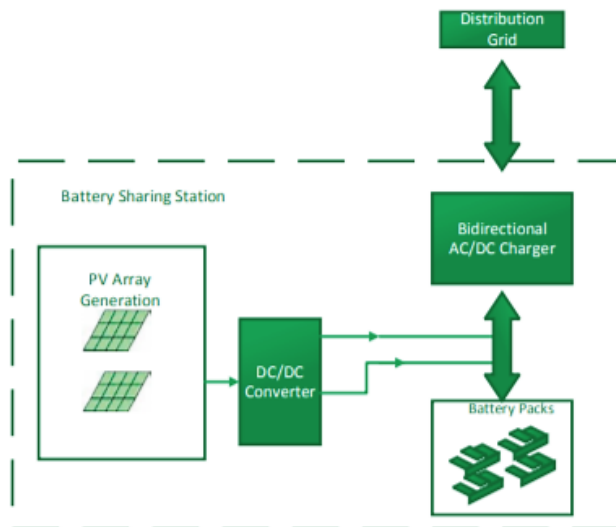 Distribution
Grid
Battery Sharing Station
Bidirectional
AC/DC Charger
PV Array
Generation
DC/DC
Converter
Battery Packs